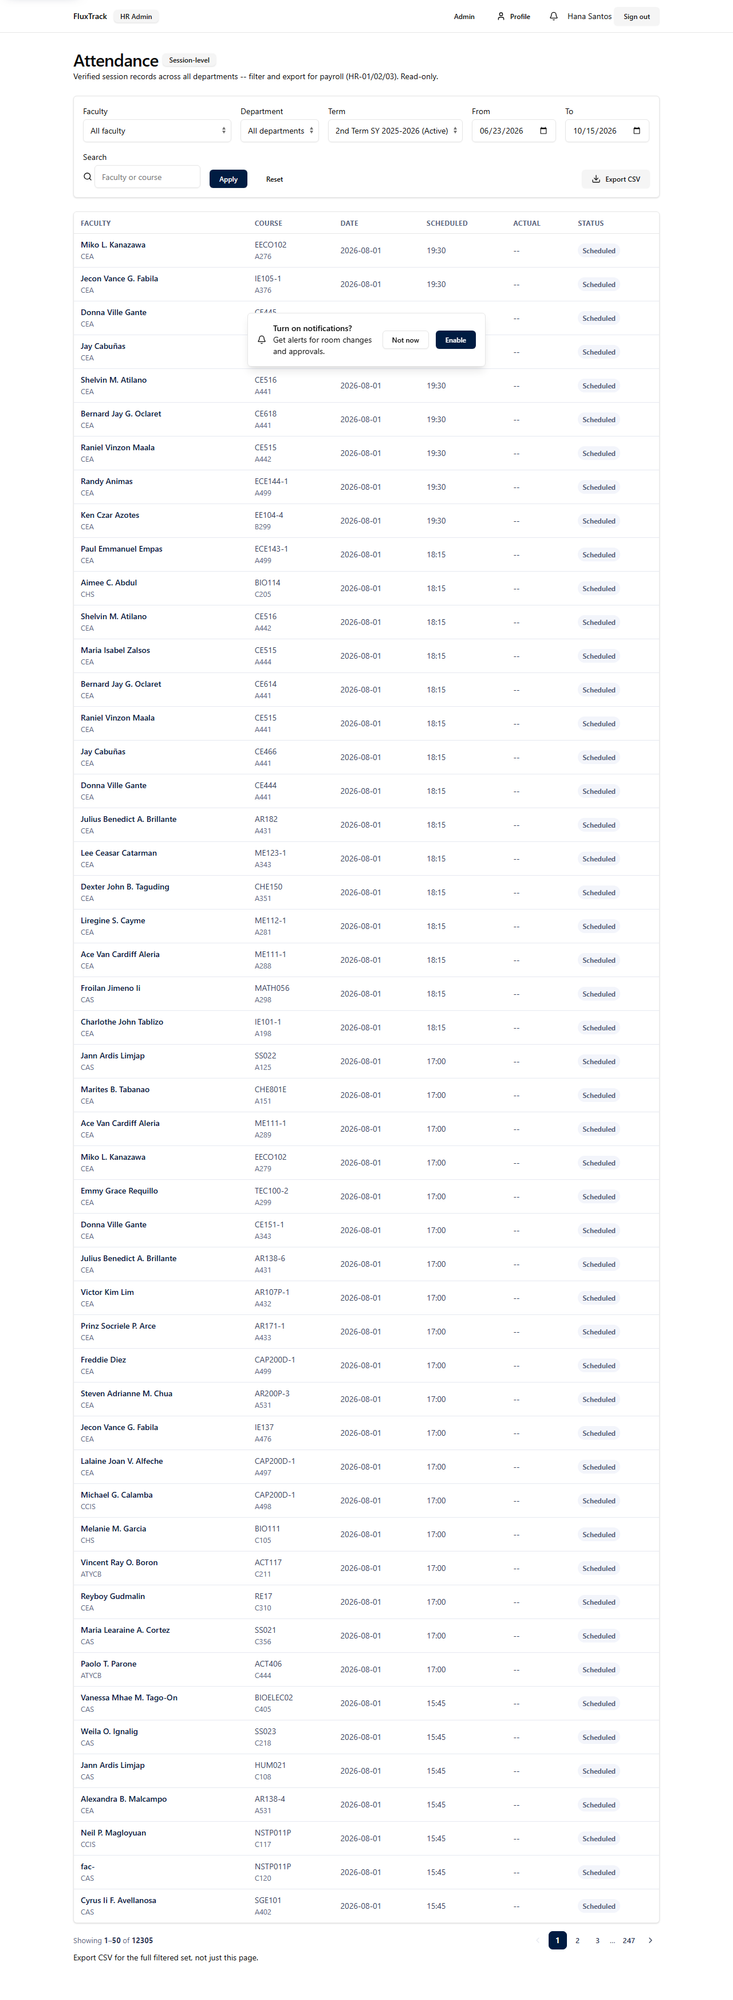 FluxTrack HR Admin Admin Profile Hana Santos Sign out
Attendance Session-level
Verified session records across all departments -- filter and export for payroll (HR-01/02/03). Read-only.
Faculty Department Term From To
All faculty All departments 2nd Term SY 2025-2026 (Active) 06/23/2026 10/15/2026
Search
Faculty or course Apply Reset Export CSV
FACULTY COURSE DATE SCHEDULED ACTUAL STATUS
Miko L. Kanazawa EECO102
2026-08-01 19:30 -- Scheduled
CEA A276
Jecon Vance G. Fabila IE105-1
2026-08-01 19:30 -- Scheduled
CEA A376
Donna Ville Gante CE445
-- Scheduled
CEA
Turn on notifications?
Get alerts for room changes
and approvals.
Not now Enable
Jay Cabuñas
-- Scheduled
CEA
Shelvin M. Atilano CE516
2026-08-01 19:30 -- Scheduled
CEA A441
Bernard Jay G. Oclaret CE618
2026-08-01 19:30 -- Scheduled
CEA A441
Raniel Vinzon Maala CE515
2026-08-01 19:30 -- Scheduled
CEA A442
Randy Animas ECE144-1
2026-08-01 19:30 -- Scheduled
CEA A499
Ken Czar Azotes EE104-4
2026-08-01 19:30 -- Scheduled
CEA B299
Paul Emmanuel Empas ECE143-1
2026-08-01 18:15 -- Scheduled
CEA A499
Aimee C. Abdul BIO114
2026-08-01 18:15 -- Scheduled
CHS C205
Shelvin M. Atilano CE516
2026-08-01 18:15 -- Scheduled
CEA A442
Maria Isabel Zalsos CE515
2026-08-01 18:15 -- Scheduled
CEA A444
Bernard Jay G. Oclaret CE614
2026-08-01 18:15 -- Scheduled
CEA A441
Raniel Vinzon Maala CE515
2026-08-01 18:15 -- Scheduled
CEA A441
Jay Cabuñas CE466
2026-08-01 18:15 -- Scheduled
CEA A441
Donna Ville Gante CE444
2026-08-01 18:15 -- Scheduled
CEA A441
Julius Benedict A. Brillante AR182
2026-08-01 18:15 -- Scheduled
CEA A431
Lee Ceasar Catarman ME123-1
2026-08-01 18:15 -- Scheduled
CEA A343
Dexter John B. Taguding CHE150
2026-08-01 18:15 -- Scheduled
CEA A351
Liregine S. Cayme ME112-1
2026-08-01 18:15 -- Scheduled
CEA A281
Ace Van Cardiff Aleria ME111-1
2026-08-01 18:15 -- Scheduled
CEA A288
Froilan Jimeno Ii MATH056
2026-08-01 18:15 -- Scheduled
CAS A298
Charlothe John Tablizo IE101-1
2026-08-01 18:15 -- Scheduled
CEA A198
Jann Ardis Limjap SS022
2026-08-01 17:00 -- Scheduled
CAS A125
Marites B. Tabanao CHE801E
2026-08-01 17:00 -- Scheduled
CEA A151
Ace Van Cardiff Aleria ME111-1
2026-08-01 17:00 -- Scheduled
CEA A289
Miko L. Kanazawa EECO102
2026-08-01 17:00 -- Scheduled
CEA A279
Emmy Grace Requillo TEC100-2
2026-08-01 17:00 -- Scheduled
CEA A299
Donna Ville Gante CE151-1
2026-08-01 17:00 -- Scheduled
CEA A343
Julius Benedict A. Brillante AR138-6
2026-08-01 17:00 -- Scheduled
CEA A431
Victor Kim Lim AR107P-1
2026-08-01 17:00 -- Scheduled
CEA A432
Prinz Socriele P. Arce AR171-1
2026-08-01 17:00 -- Scheduled
CEA A433
Freddie Diez CAP200D-1
2026-08-01 17:00 -- Scheduled
CEA A499
Steven Adrianne M. Chua AR200P-3
2026-08-01 17:00 -- Scheduled
CEA A531
Jecon Vance G. Fabila IE137
2026-08-01 17:00 -- Scheduled
CEA A476
Lalaine Joan V. Alfeche CAP200D-1
2026-08-01 17:00 -- Scheduled
CEA A497
Michael G. Calamba CAP200D-1
2026-08-01 17:00 -- Scheduled
CCIS A498
Melanie M. Garcia BIO111
2026-08-01 17:00 -- Scheduled
CHS C105
Vincent Ray O. Boron ACT117
2026-08-01 17:00 -- Scheduled
ATYCB C211
Reyboy Gudmalin RE17
2026-08-01 17:00 -- Scheduled
CEA C310
Maria Learaine A. Cortez SS021
2026-08-01 17:00 -- Scheduled
CAS C356
Paolo T. Parone ACT406
2026-08-01 17:00 -- Scheduled
ATYCB C444
Vanessa Mhae M. Tago-On BIOELEC02
2026-08-01 15:45 -- Scheduled
CAS C405
Weila O. Ignalig SS023
2026-08-01 15:45 -- Scheduled
CAS C218
Jann Ardis Limjap HUM021
2026-08-01 15:45 -- Scheduled
CAS C108
Alexandra B. Malcampo AR138-4
2026-08-01 15:45 -- Scheduled
CEA A531
Neil P. Magloyuan NSTP011P
2026-08-01 15:45 -- Scheduled
CCIS C117
fac- NSTP011P
2026-08-01 15:45 -- Scheduled
CAS C120
Cyrus Ii F. Avellanosa SGE101
2026-08-01 15:45 -- Scheduled
CAS A402
Showing 1–50 of 12305 1 2 3 ... 247
Export CSV for the full filtered set, not just this page.